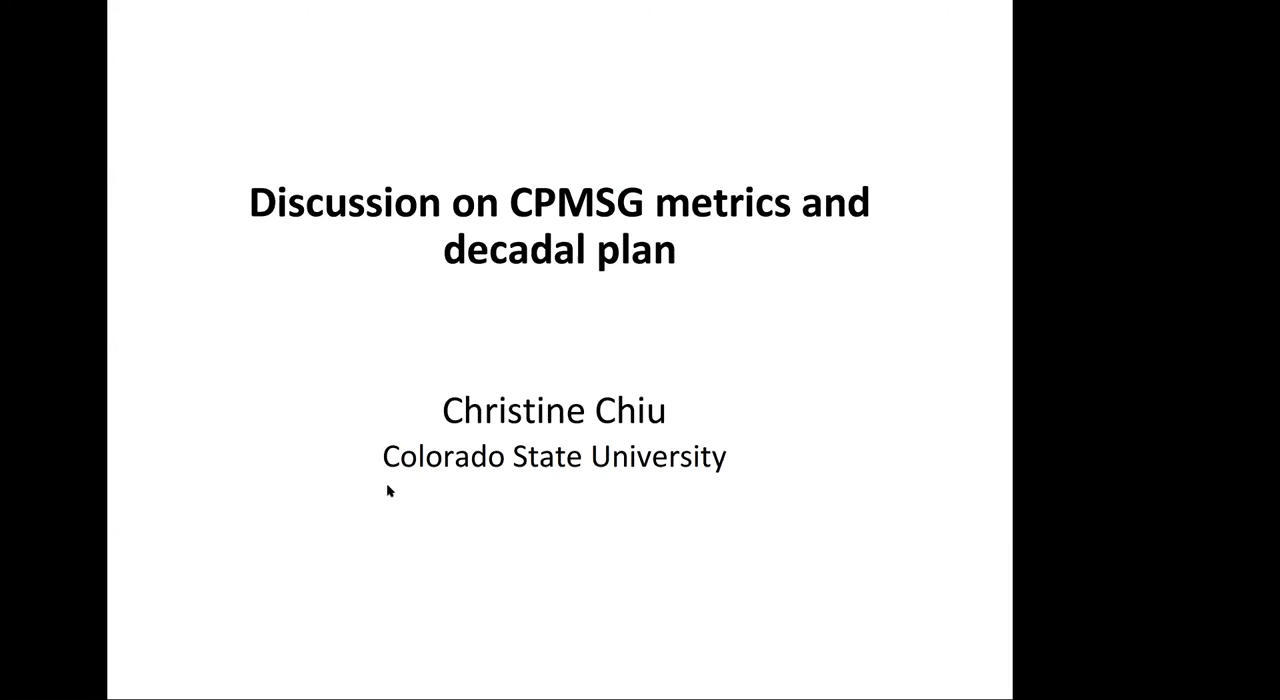 Discussion on CPMSG metrics and
decadal plan
Christine Chiu
Colorado State University